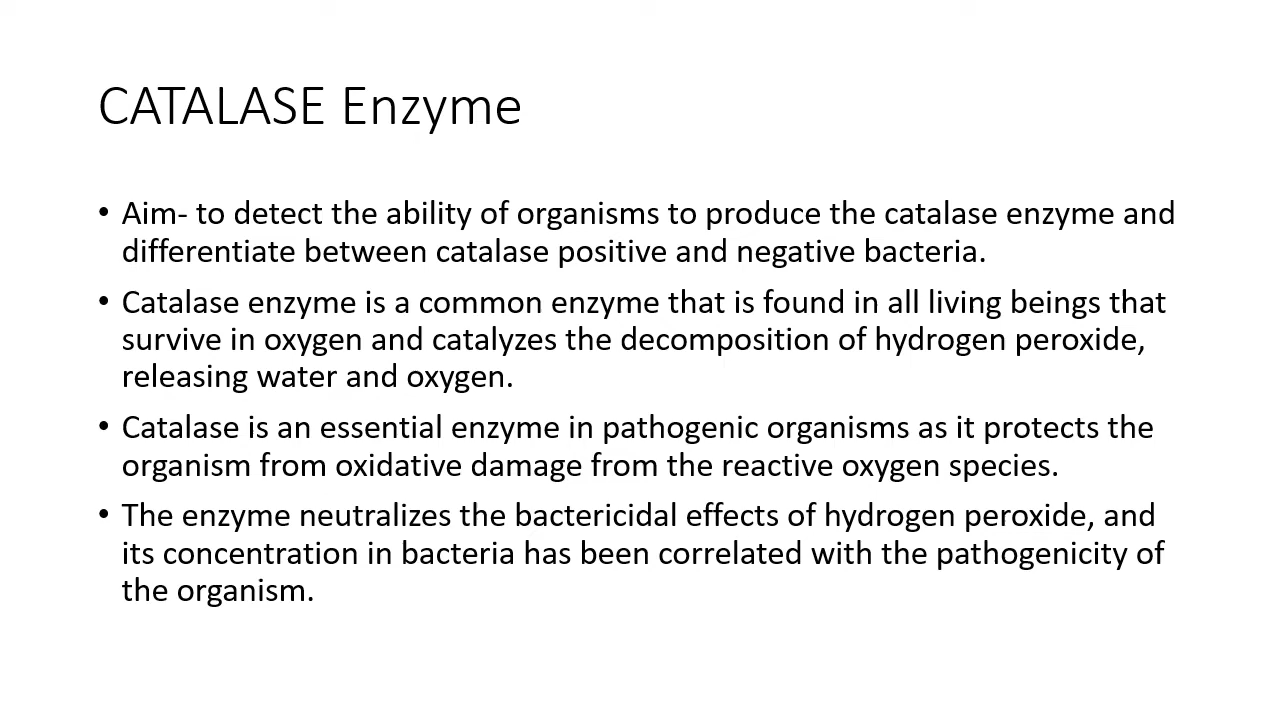 CATALASE Enzyme
• Aim- to detect the ability of organisms to produce the catalase enzyme and
differentiate between catalase positive and negative bacteria.
• Catalase enzyme is a common enzyme that is found in all living beings that
survive in oxygen and catalyzes the decomposition of hydrogen peroxide,
releasing water and oxygen.
• Catalase is an essential enzyme in pathogenic organisms as it protects the
organism from oxidative damage from the reactive oxygen species.
• The enzyme neutralizes the bactericidal effects of hydrogen peroxide, and
its concentration in bacteria has been correlated with the pathogenicity of
the organism.